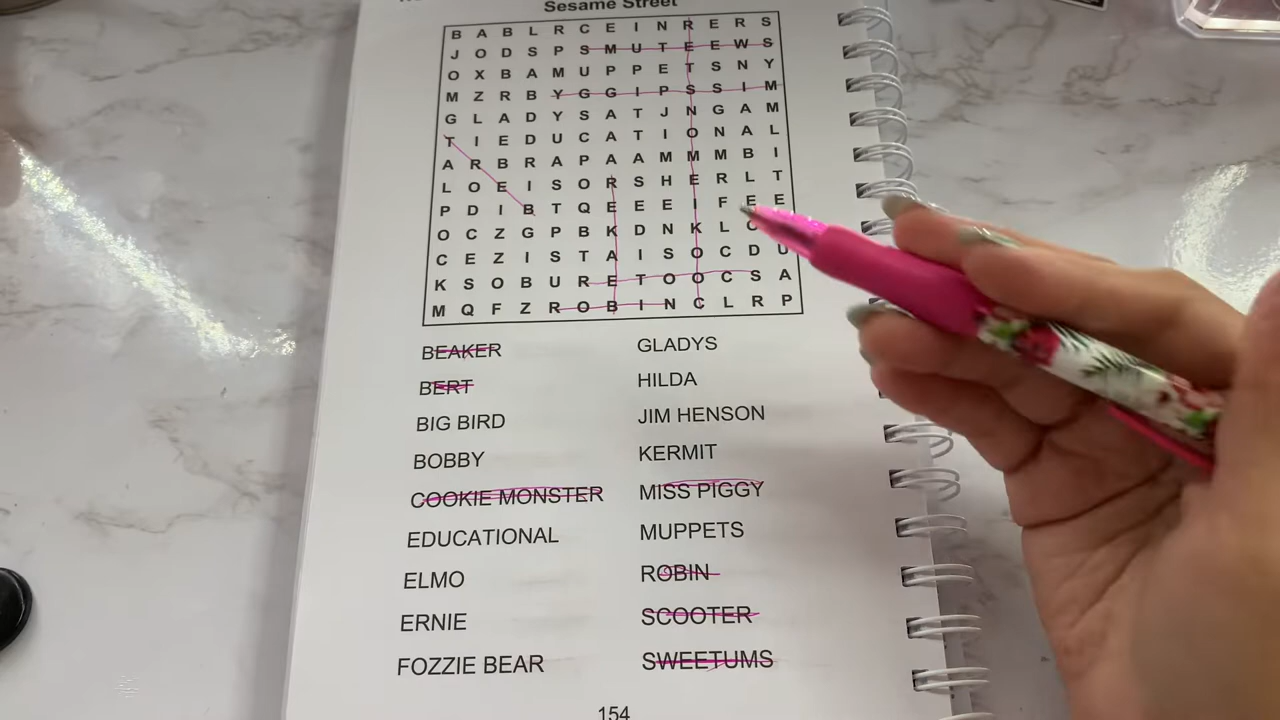 Sesame Street
B A B L R C E I N R E R S
J O D S P S M U T E E W S
O X B A M U P P E T S N Y
M Z R B Y G G I P S S I M
G L A D Y S A T J N G A M
T I E D U C A T I O N A L
A R B R A P A A M M M B I
L O E I S O R S H E R L T
P D I B T Q E E E I F E E
O C Z G P B K D N K L
C E Z I S T A I S O C D U
K S O B U R E T O O C S A
M Q F Z R O B I N C L R P
BEAKER GLADYS
BERT HILDA
BIG BIRD JIM HENSON
BOBBY KERMIT
COOKIE MONSTER MISS PIGGY
EDUCATIONAL MUPPETS
ELMO ROBIN
ERNIE SCOOTER
FOZZIE BEAR SWEETUMS
154